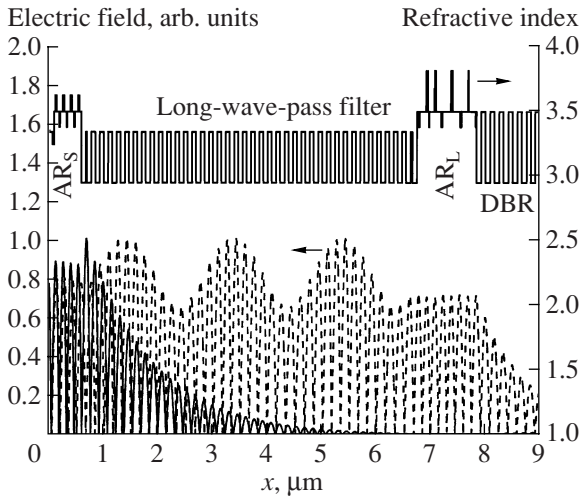 Electric field, arb. units Refractive index
2.0 4.0
1.8
Long-wave-pass filter
1.6 3.5
1.4
AR_S AR_L
1.2 3.0
DBR
1.0 2.5
0.8
0.6 2.0
0.4 1.5
0.2
1.0
0 1 2 3 4 5 6 7 8 9
x, μm